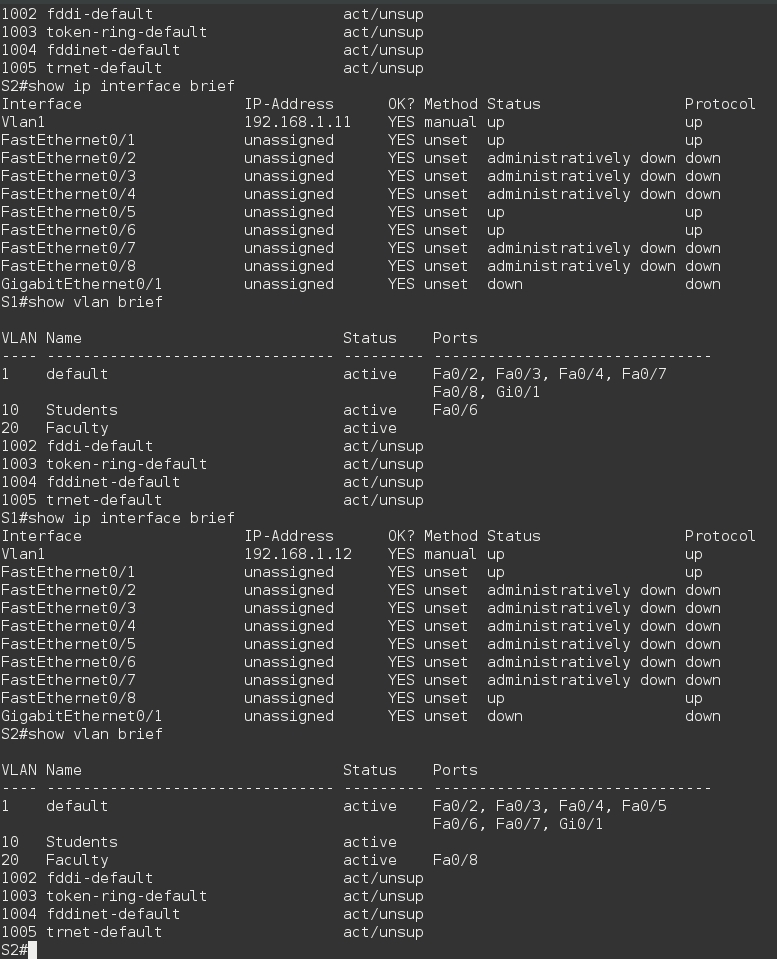 1002 fddi-default                     act/unsup
1003 token-ring-default               act/unsup
1004 fddinet-default                  act/unsup
1005 trnet-default                    act/unsup
S2#show ip interface brief
Interface                  IP-Address      OK? Method Status                Protocol
Vlan1                      192.168.1.11    YES manual up                    up
FastEthernet0/1            unassigned      YES unset  up                    up
FastEthernet0/2            unassigned      YES unset  administratively down down
FastEthernet0/3            unassigned      YES unset  administratively down down
FastEthernet0/4            unassigned      YES unset  administratively down down
FastEthernet0/5            unassigned      YES unset  up                    up
FastEthernet0/6            unassigned      YES unset  up                    up
FastEthernet0/7            unassigned      YES unset  administratively down down
FastEthernet0/8            unassigned      YES unset  administratively down down
GigabitEthernet0/1         unassigned      YES unset  down                  down
S1#show vlan brief
VLAN Name                             Status    Ports
---- -------------------------------- --------- -------------------------------
1    default                          active    Fa0/2, Fa0/3, Fa0/4, Fa0/7
                                                Fa0/8, Gi0/1
10   Students                         active    Fa0/6
20   Faculty                          active
1002 fddi-default                     act/unsup
1003 token-ring-default               act/unsup
1004 fddinet-default                  act/unsup
1005 trnet-default                    act/unsup
S1#show ip interface brief
Interface                  IP-Address      OK? Method Status                Protocol
Vlan1                      192.168.1.12    YES manual up                    up
FastEthernet0/1            unassigned      YES unset  up                    up
FastEthernet0/2            unassigned      YES unset  administratively down down
FastEthernet0/3            unassigned      YES unset  administratively down down
FastEthernet0/4            unassigned      YES unset  administratively down down
FastEthernet0/5            unassigned      YES unset  administratively down down
FastEthernet0/6            unassigned      YES unset  administratively down down
FastEthernet0/7            unassigned      YES unset  administratively down down
FastEthernet0/8            unassigned      YES unset  up                    up
GigabitEthernet0/1         unassigned      YES unset  down                  down
S2#show vlan brief
VLAN Name                             Status    Ports
---- -------------------------------- --------- -------------------------------
1    default                          active    Fa0/2, Fa0/3, Fa0/4, Fa0/5
                                                Fa0/6, Fa0/7, Gi0/1
10   Students                         active
20   Faculty                          active    Fa0/8
1002 fddi-default                     act/unsup
1003 token-ring-default               act/unsup
1004 fddinet-default                  act/unsup
1005 trnet-default                    act/unsup
S2#